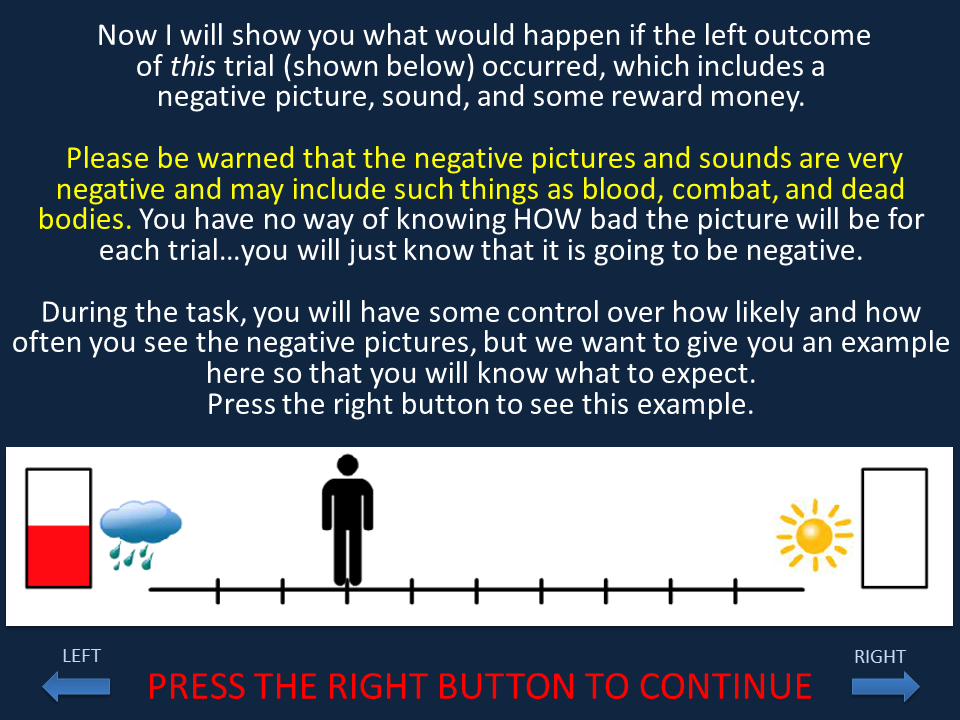 Now I will show you what would happen if the left outcome
of this trial (shown below) occurred, which includes a
negative picture, sound, and some reward money.
Please be warned that the negative pictures and sounds are very
negative and may include such things as blood, combat, and dead
bodies. You have no way of knowing HOW bad the picture will be for
each trial...you will just know that it is going to be negative.
During the task, you will have some control over how likely and how
often you see the negative pictures, but we want to give you an example
here so that you will know what to expect.
Press the right button to see this example.
LEFT
RIGHT
PRESS THE RIGHT BUTTON TO CONTINUE